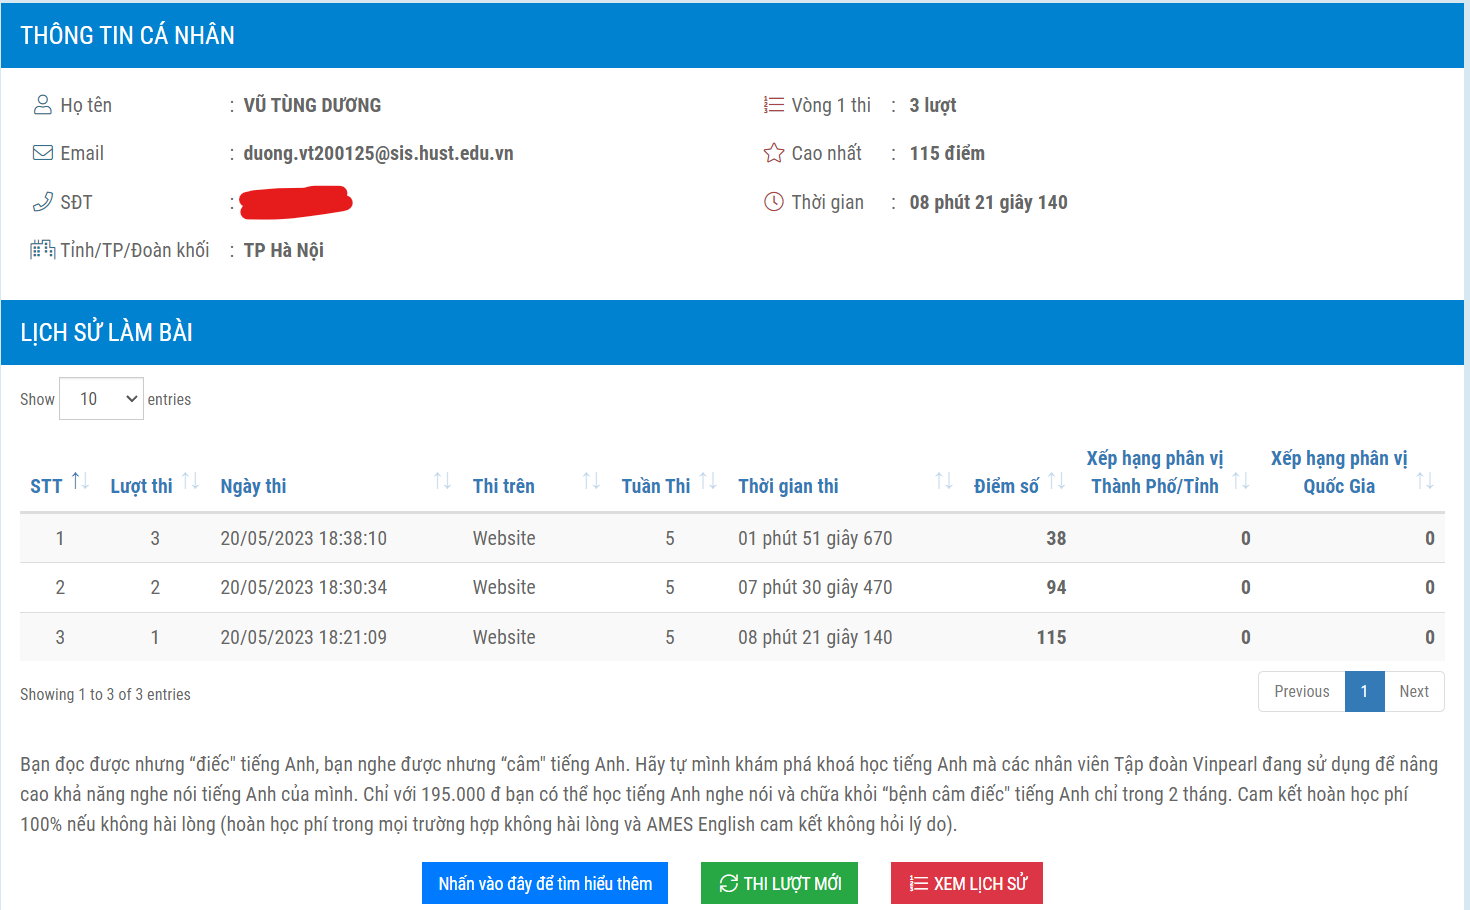 THÔNG TIN CÁ NHÂN
Họ tên : VŨ TÙNG DƯƠNG
Vòng 1 thi : 3 lượt
Email : duong.vt200125@sis.hust.edu.vn
Cao nhất : 115 điểm
SĐT :
Thời gian : 08 phút 21 giây 140
Tỉnh/TP/Đoàn khối : TP Hà Nội
LỊCH SỬ LÀM BÀI
Show 10 entries
STT Lượt thi Ngày thi Thi trên Tuần Thi Thời gian thi Điểm số Xếp hạng phân vị Thành Phố/Tỉnh Xếp hạng phân vị Quốc Gia
1 3 20/05/2023 18:38:10 Website 5 01 phút 51 giây 670 38 0 0
2 2 20/05/2023 18:30:34 Website 5 07 phút 30 giây 470 94 0 0
3 1 20/05/2023 18:21:09 Website 5 08 phút 21 giây 140 115 0 0
Showing 1 to 3 of 3 entries
Previous 1 Next
Bạn đọc được nhưng “điếc" tiếng Anh, bạn nghe được nhưng “câm" tiếng Anh. Hãy tự mình khám phá khoá học tiếng Anh mà các nhân viên Tập đoàn Vinpearl đang sử dụng để nâng
cao khả năng nghe nói tiếng Anh của mình. Chỉ với 195.000 đ bạn có thể học tiếng Anh nghe nói và chữa khỏi “bệnh câm điếc" tiếng Anh chỉ trong 2 tháng. Cam kết hoàn học phí
100% nếu không hài lòng (hoàn học phí trong mọi trường hợp không hài lòng và AMES English cam kết không hỏi lý do).
Nhấn vào đây để tìm hiểu thêm THI LƯỢT MỚI XEM LỊCH SỬ